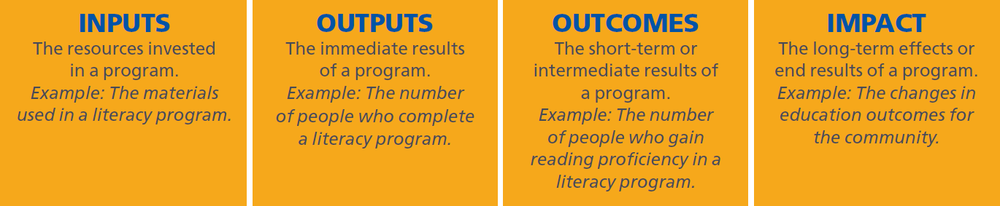 INPUTS
The resources invested
in a program.
Example: The materials
used in a literacy program.
OUTPUTS
The immediate results
of a program.
Example: The number
of people who complete
a literacy program.
OUTCOMES
The short-term or
intermediate results of
a program.
Example: The number
of people who gain
reading proficiency in a
literacy program.
IMPACT
The long-term effects or
end results of a program.
Example: The changes in
education outcomes for
the community.